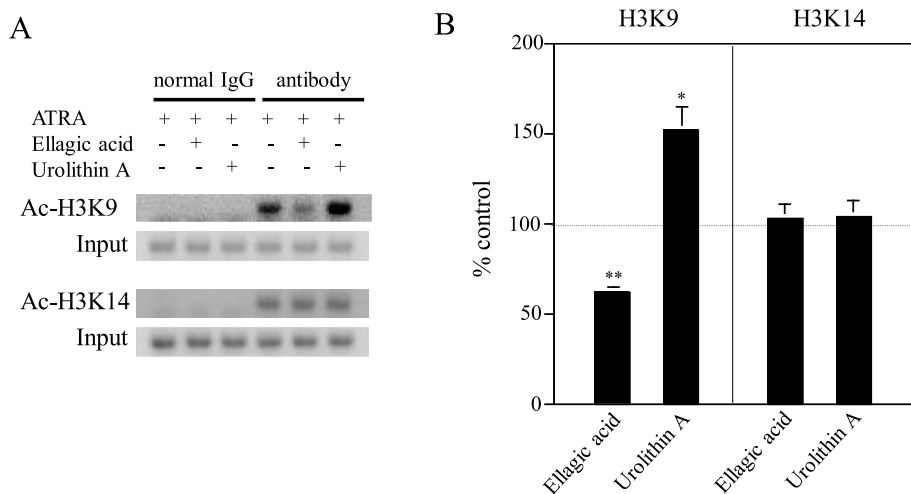 A
normal IgG antibody
ATRA + + + + + +
Ellagic acid - + - - + -
Urolithin A - - + - - +
Ac-H3K9
Input
Ac-H3K14
Input
B
H3K9 H3K14
% control
200
150
100
50
0
**
*
Ellagic acid
Urolithin A
Ellagic acid
Urolithin A